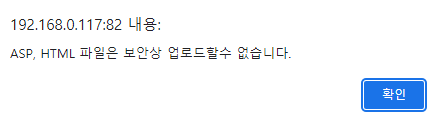 192.168.0.117:82 내용:
ASP, HTML 파일은 보안상 업로드할수 없습니다.
확인